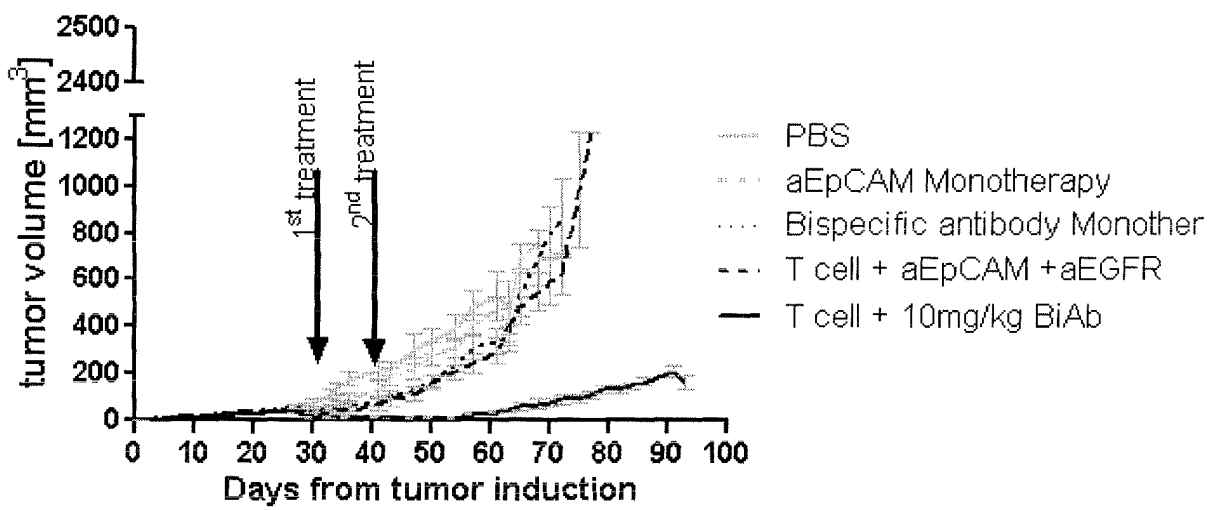 2500
2400
1200
1000
800
600
400
200
0
tumor volume [mm3]
1st treatment
2nd treatment
0 10 20 30 40 50 60 70 80 90 100
Days from tumor induction
PBS
aEpCAM Monotherapy
Bispecific antibody Monother
T cell + aEpCAM +aEGFR
T cell + 10mg/kg BiAb